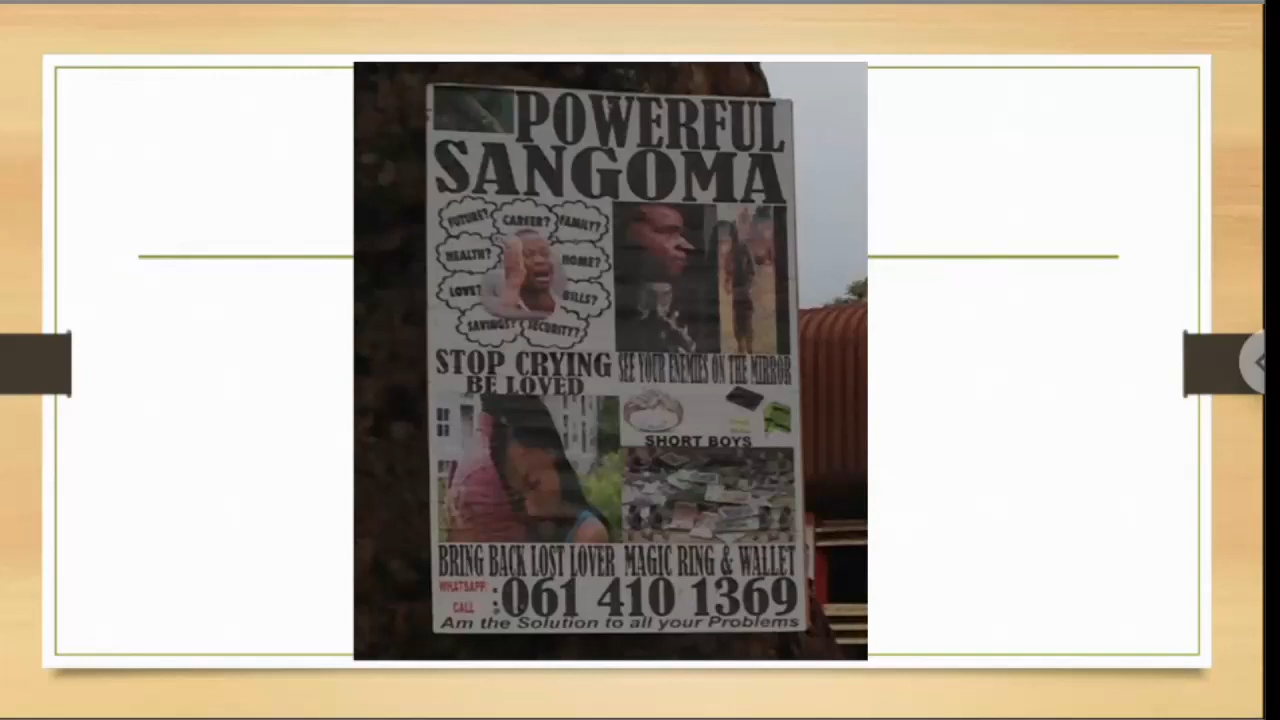 POWERFUL
SANGOMA
FUTURE? CAREER? FAMILY?
HEALTH? HOME?
LOVE? BILLS?
SAVINGS? SECURITY?
STOP CRYING
BE LOVED
SEE YOUR ENEMIES ON THE MIRROR
SHORT BOYS
BRING BACK LOST LOVER MAGIC RING & WALLET
WHATSAPP
CALL :061 410 1369
Am the Solution to all your Problems